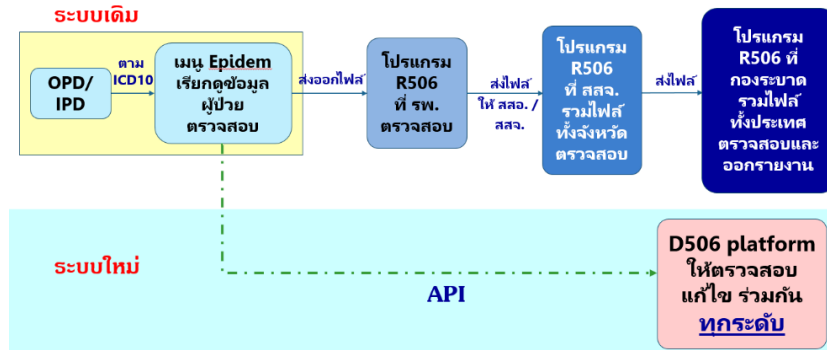 ระบบเดิม
OPD/
IPD
ตาม
ICD10
เมนู Epidem
เรียกดูข้อมูล
ผู้ป่วย
ตรวจสอบ
ส่งออกไฟล์
โปรแกรม
R506
ที่ รพ.
ตรวจสอบ
ส่งไฟล์
ให้ สสอ. /
สสจ.
โปรแกรม
R506
ที่ สสจ.
รวมไฟล์
ทั้งจังหวัด
ตรวจสอบ
ส่งไฟล์
โปรแกรม
R506 ที่
กองระบาด
รวมไฟล์
ทั้งประเทศ
ตรวจสอบและ
ออกรายงาน
ระบบใหม่
API
D506 platform
ให้ตรวจสอบ
แก้ไข ร่วมกัน
ทุกระดับ